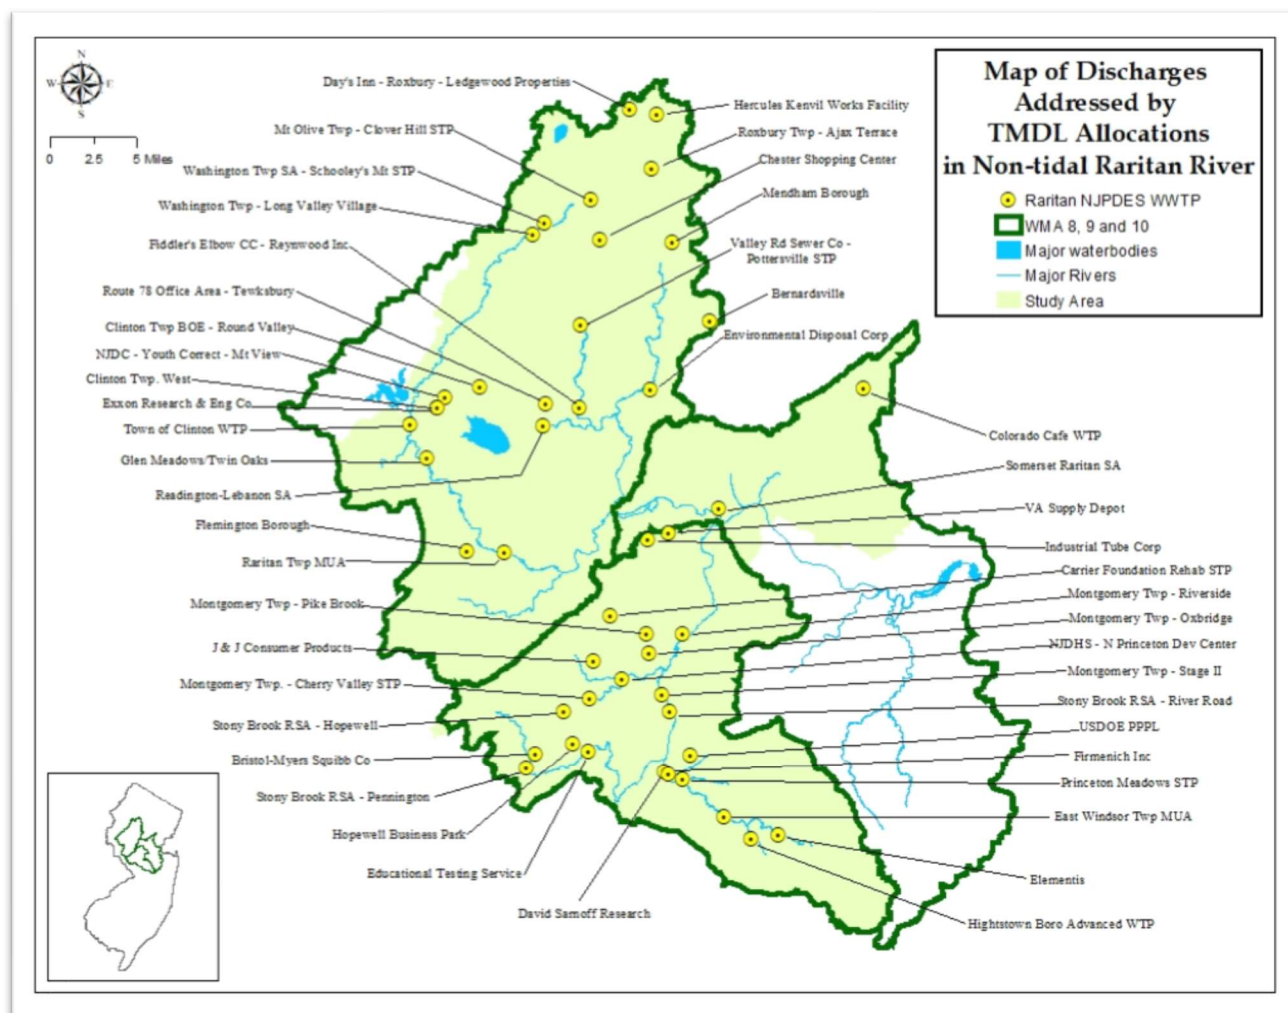 Map of Discharges
Addressed by
TMDL Allocations
in Non-tidal Raritan River
Raritan NJPDES WWTP
WMA 8, 9 and 10
Major waterbodies
Major Rivers
Study Area
N
W E
S
0 2.5 5 Miles
Day's Inn - Roxbury - Ledgewood Properties
Mt Olive Twp - Clover Hill STP
Washington Twp SA - Schooley's Mt STP
Washington Twp - Long Valley Village
Fiddler's Elbow CC - Reynwood Inc
Route 78 Office Area - Tewksbury
Clinton Twp BOE - Round Valley
NJDC - Youth Correct - Mt View
Clinton Twp. West
Exxon Research & Eng Co
Town of Clinton WTP
Glen Meadows/Twin Oaks
Readington-Lebanon SA
Flemington Borough
Raritan Twp MUA
Montgomery Twp - Pike Brook
J & J Consumer Products
Montgomery Twp. - Cherry Valley STP
Stony Brook RSA - Hopewell
Bristol-Myers Squibb Co
Stony Brook RSA - Pennington
Hopewell Business Park
Educational Testing Service
David Sarnoff Research
Hercules Kenvil Works Facility
Roxbury Twp - Ajax Terrace
Chester Shopping Center
Mendham Borough
Valley Rd Sewer Co -
Pottersville STP
Bernardsville
Environmental Disposal Corp
Colorado Cafe WTP
Somerset Raritan SA
VA Supply Depot
Industrial Tube Corp
Carrier Foundation Rehab STP
Montgomery Twp - Riverside
Montgomery Twp - Oxbridge
NJDHS - N Princeton Dev Center
Montgomery Twp - Stage II
Stony Brook RSA - River Road
USDOE PPPL
Firmenich Inc
Princeton Meadows STP
East Windsor Twp MUA
Elementis
Hightstown Boro Advanced WTP